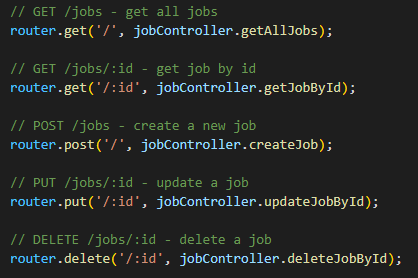 // GET /jobs - get all jobs
router.get('/', jobController.getAllJobs);
// GET /jobs/:id - get job by id
router.get('/:id', jobController.getJobById);
// POST /jobs - create a new job
router.post('/', jobController.createJob);
// PUT /jobs/:id - update a job
router.put('/:id', jobController.updateJobById);
// DELETE /jobs/:id - delete a job
router.delete('/:id', jobController.deleteJobById);